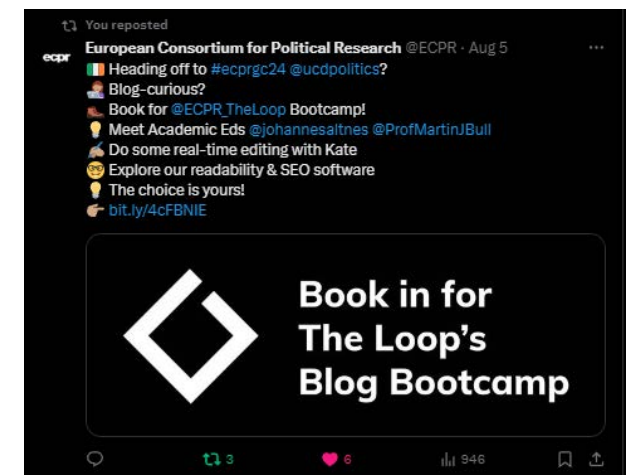 You reposted
ecpr
European Consortium for Political Research @ECPR · Aug 5
🇮🇪 Heading off to #ecprgc24 @ucdpolitics?
Blog-curious?
Book for @ECPR_TheLoop Bootcamp!
💡 Meet Academic Eds @johannesaltnes @ProfMartinJBull
Do some real-time editing with Kate
🤓 Explore our readability & SEO software
💡 The choice is yours!
bit.ly/4cFBNIE
Book in for
The Loop's
Blog Bootcamp
3
6
946